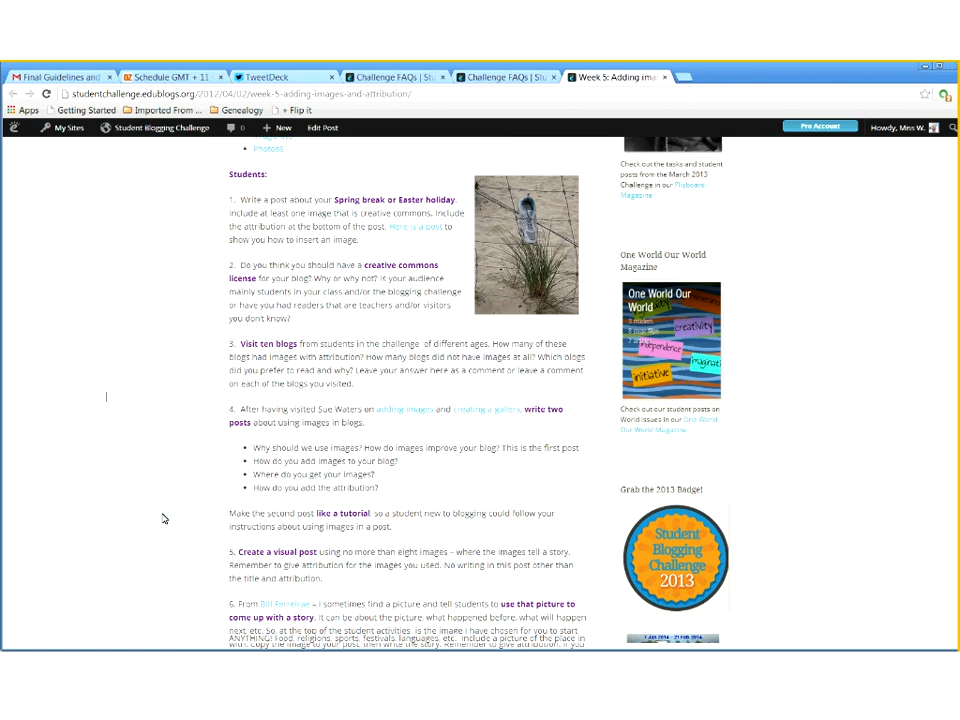 Final Guidelines and
Schedule GMT + 11 -
TweetDeck
Challenge FAQs | Stu
Challenge FAQs | Stu
Week 5: Adding ima
studentchallenge.edublogs.org/2012/04/02/week-5-adding-images-and-attribution/
Apps
Getting Started
Imported From ...
Genealogy
+ Flip it
My Sites
Student Blogging Challenge
0
+ New
Edit Post
Pro Account
Howdy, Miss W.
Photos8
Students:
1. Write a post about your Spring break or Easter holiday.
Include at least one image that is creative commons. Include
the attribution at the bottom of the post. Here is a post to
show you how to insert an image.
2. Do you think you should have a creative commons
license for your blog? Why or why not? Is your audience
mainly students in your class and/or the blogging challenge
or have you had readers that are teachers and/or visitors
you don't know?
3. Visit ten blogs from students in the challenge of different ages. How many of these
blogs had images with attribution? How many blogs did not have images at all? Which blogs
did you prefer to read and why? Leave your answer here as a comment or leave a comment
on each of the blogs you visited.
4. After having visited Sue Waters on adding images and creating a gallery, write two
posts about using images in blogs.
Why should we use images? How do images improve your blog? This is the first post
How do you add images to your blog?
Where do you get your images?
How do you add the attribution?
Make the second post like a tutorial, so a student new to blogging could follow your
instructions about using images in a post.
5. Create a visual post using no more than eight images – where the images tell a story.
Remember to give attribution for the images you used. No writing in this post other than
the title and attribution.
6. From Bill Ferreirae – I sometimes find a picture and tell students to use that picture to
come up with a story. It can be about the picture, what happened before, what will happen
next, etc. So, at the top of the student activities is the image I have chosen for you to start
ANYTHING! Food, religions, sports, festivals, languages, etc. Include a picture of the place in
with. Copy the image to your post, then write the story. Remember to give attribution. If you
Check out the tasks and student
posts from the March 2013
Challenge in our Flipboard
Magazine
One World Our World
Magazine
One World Our
World
creativity
independence
imaginati
initiative
Check out our student posts on
World issues in our One World
Our World Magazine
Grab the 2013 Badge!
Student
Blogging
Challenge
2013